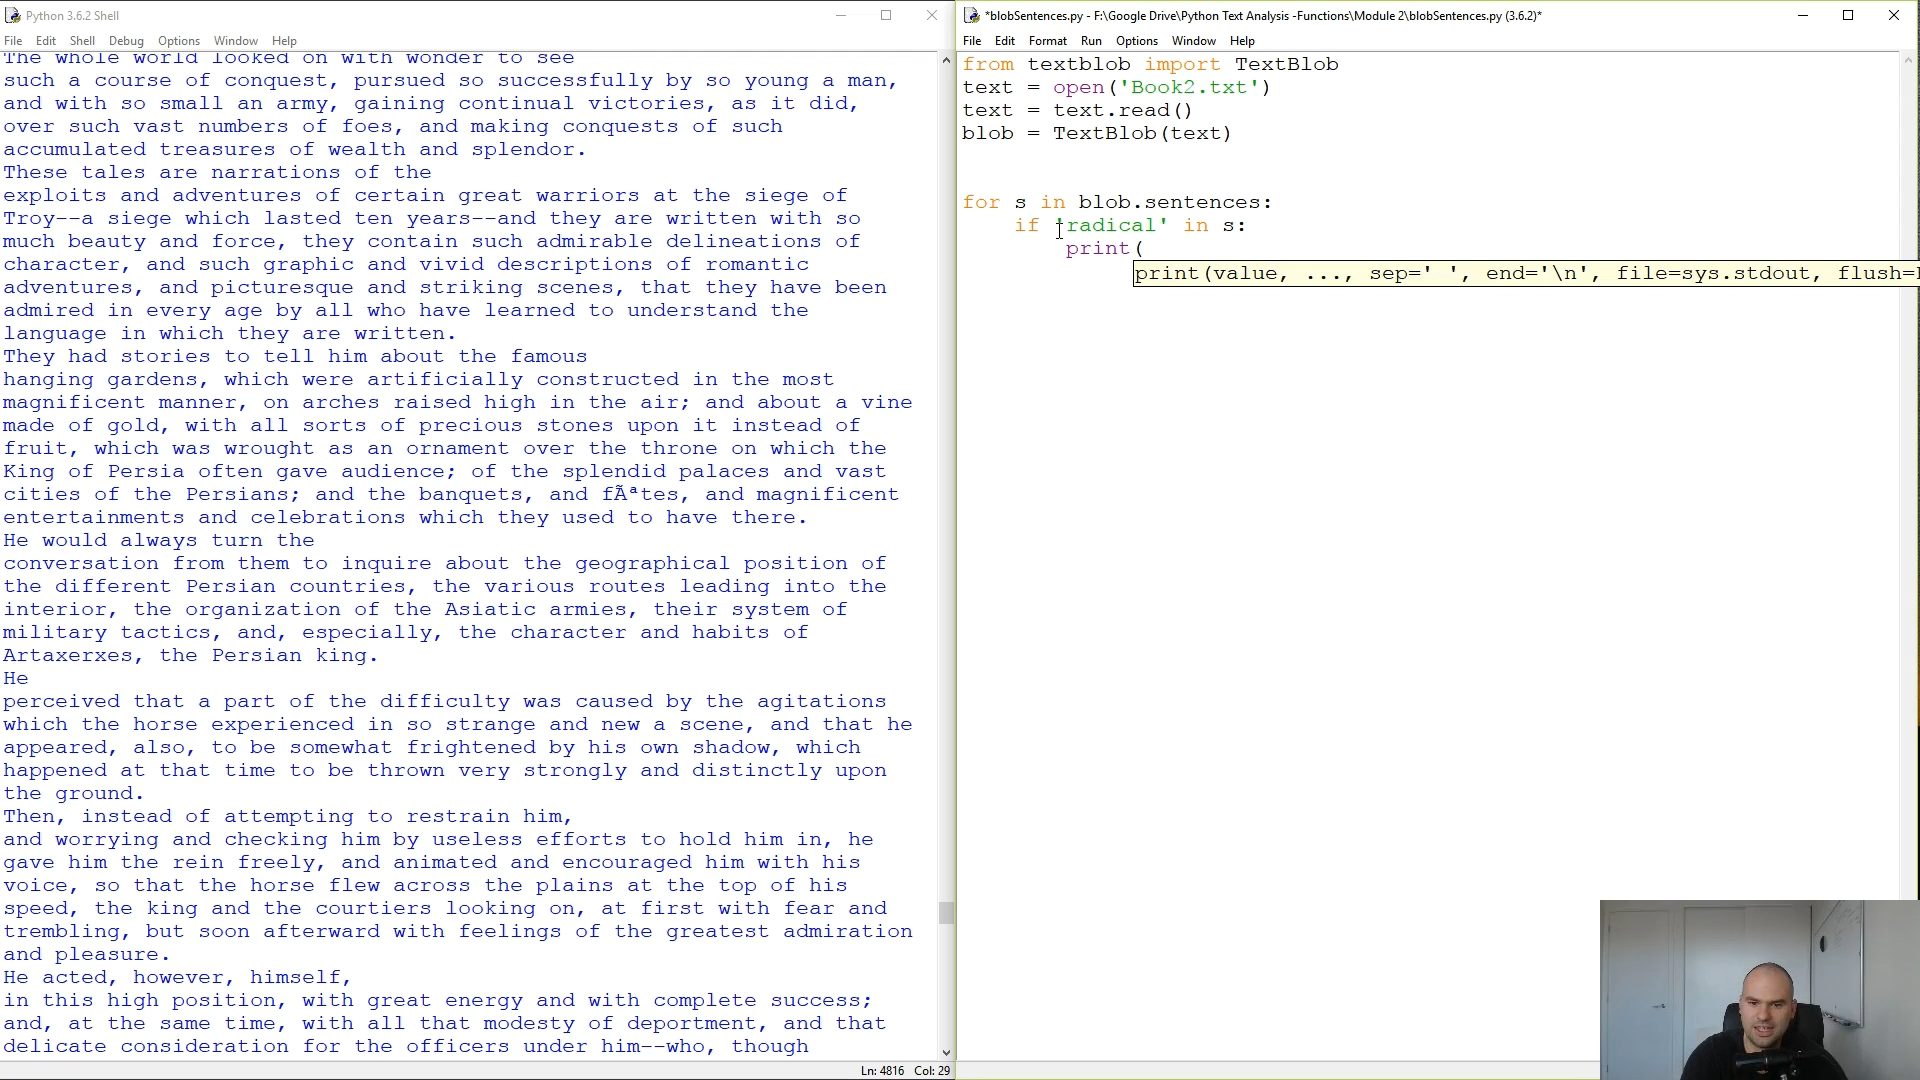 Python 3.6.2 Shell
File Edit Shell Debug Options Window Help
The whole world looked on with wonder to see
such a course of conquest, pursued so successfully by so young a man,
and with so small an army, gaining continual victories, as it did,
over such vast numbers of foes, and making conquests of such
accumulated treasures of wealth and splendor.
These tales are narrations of the
exploits and adventures of certain great warriors at the siege of
Troy--a siege which lasted ten years--and they are written with so
much beauty and force, they contain such admirable delineations of
character, and such graphic and vivid descriptions of romantic
adventures, and picturesque and striking scenes, that they have been
admired in every age by all who have learned to understand the
language in which they are written.
They had stories to tell him about the famous
hanging gardens, which were artificially constructed in the most
magnificent manner, on arches raised high in the air; and about a vine
made of gold, with all sorts of precious stones upon it instead of
fruit, which was wrought as an ornament over the throne on which the
King of Persia often gave audience; of the splendid palaces and vast
cities of the Persians; and the banquets, and fÃªtes, and magnificent
entertainments and celebrations which they used to have there.
He would always turn the
conversation from them to inquire about the geographical position of
the different Persian countries, the various routes leading into the
interior, the organization of the Asiatic armies, their system of
military tactics, and, especially, the character and habits of
Artaxerxes, the Persian king.
He
perceived that a part of the difficulty was caused by the agitations
which the horse experienced in so strange and new a scene, and that he
appeared, also, to be somewhat frightened by his own shadow, which
happened at that time to be thrown very strongly and distinctly upon
the ground.
Then, instead of attempting to restrain him,
and worrying and checking him by useless efforts to hold him in, he
gave him the rein freely, and animated and encouraged him with his
voice, so that the horse flew across the plains at the top of his
speed, the king and the courtiers looking on, at first with fear and
trembling, but soon afterward with feelings of the greatest admiration
and pleasure.
He acted, however, himself,
in this high position, with great energy and with complete success;
and, at the same time, with all that modesty of deportment, and that
delicate consideration for the officers under him--who, though
Ln: 4816 Col: 29
*blobSentences.py - F:\Google Drive\Python Text Analysis -Functions\Module 2\blobSentences.py (3.6.2)*
File Edit Format Run Options Window Help
from textblob import TextBlob
text = open('Book2.txt')
text = text.read()
blob = TextBlob(text)
for s in blob.sentences:
if 'radical' in s:
print(
print(value, ..., sep=' ', end='\n', file=sys.stdout, flush=